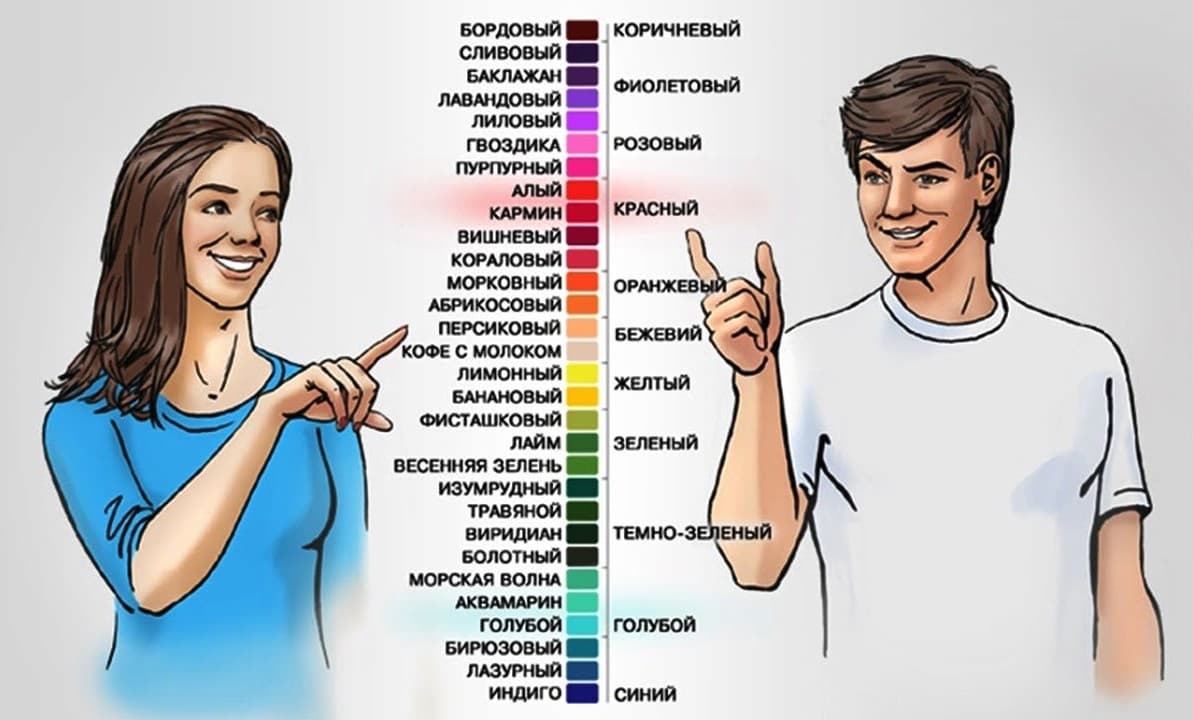 БОРДОВЫЙ
СЛИВОВЫЙ
БАКЛАЖАН
ЛАВАНДОВЫЙ
ЛИЛОВЫЙ
ГВОЗДИКА
ПУРПУРНЫЙ
АЛЫЙ
КАРМИН
ВИШНЕВЫЙ
КОРАЛОВЫЙ
МОРКОВНЫЙ
АБРИКОСОВЫЙ
ПЕРСИКОВЫЙ
КОФЕ С МОЛОКОМ
ЛИМОННЫЙ
БАНАНОВЫЙ
ФИСТАШКОВЫЙ
ЛАЙМ
ВЕСЕННЯЯ ЗЕЛЕНЬ
ИЗУМРУДНЫЙ
ТРАВЯНОЙ
ВИРИДИАН
БОЛОТНЫЙ
МОРСКАЯ ВОЛНА
АКВАМАРИН
ГОЛУБОЙ
БИРЮЗОВЫЙ
ЛАЗУРНЫЙ
ИНДИГО
КОРИЧНЕВЫЙ
ФИОЛЕТОВЫЙ
РОЗОВЫЙ
КРАСНЫЙ
ОРАНЖЕВЫЙ
БЕЖЕВИЙ
ЖЕЛТЫЙ
ЗЕЛЕНЫЙ
ТЕМНО-ЗЕЛЕНЫЙ
ГОЛУБОЙ
СИНИЙ